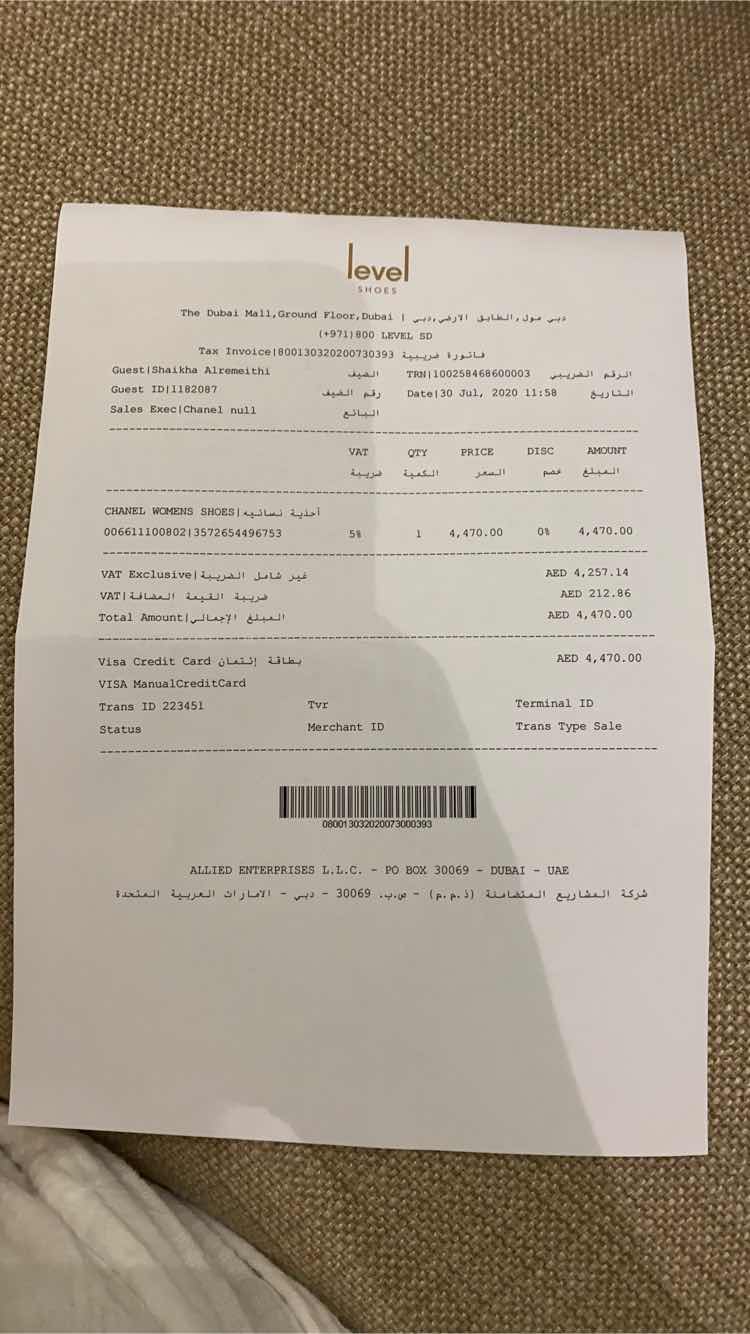 level
SHOES
The Dubai Mall,Ground Floor,Dubai | دبي مول,الطابق الارضي,دبي
(+971)800 LEVEL SD
Tax Invoice|800130320200730393 فاتورة ضريبية
Guest|Shaikha Alremeithi الضيف TRN|100258468600003 الرقم الضريبي
Guest ID|1182087 رقم الضيف Date|30 Jul, 2020 11:58 التاريخ
Sales Exec|Chanel null البائع
VAT QTY PRICE DISC AMOUNT
ضريبة الكمية السعر خصم المبلغ
CHANEL WOMENS SHOES|أحذية نسائيه
006611100802|3572654496753 5% 1 4,470.00 0% 4,470.00
VAT Exclusive|غير شامل الضريبة AED 4,257.14
VAT|ضريبة القيمة المضافة AED 212.86
Total Amount|المبلغ الإجمالي AED 4,470.00
Visa Credit Card بطاقة إئتمان AED 4,470.00
VISA ManualCreditCard
Trans ID 223451 Tvr Terminal ID
Status Merchant ID Trans Type Sale
080013032020073000393
ALLIED ENTERPRISES L.L.C. - PO BOX 30069 - DUBAI - UAE
شركة المشاريع المتضامنة (ذ.م.م) - ص.ب. 30069 - دبي - الامارات العربية المتحدة